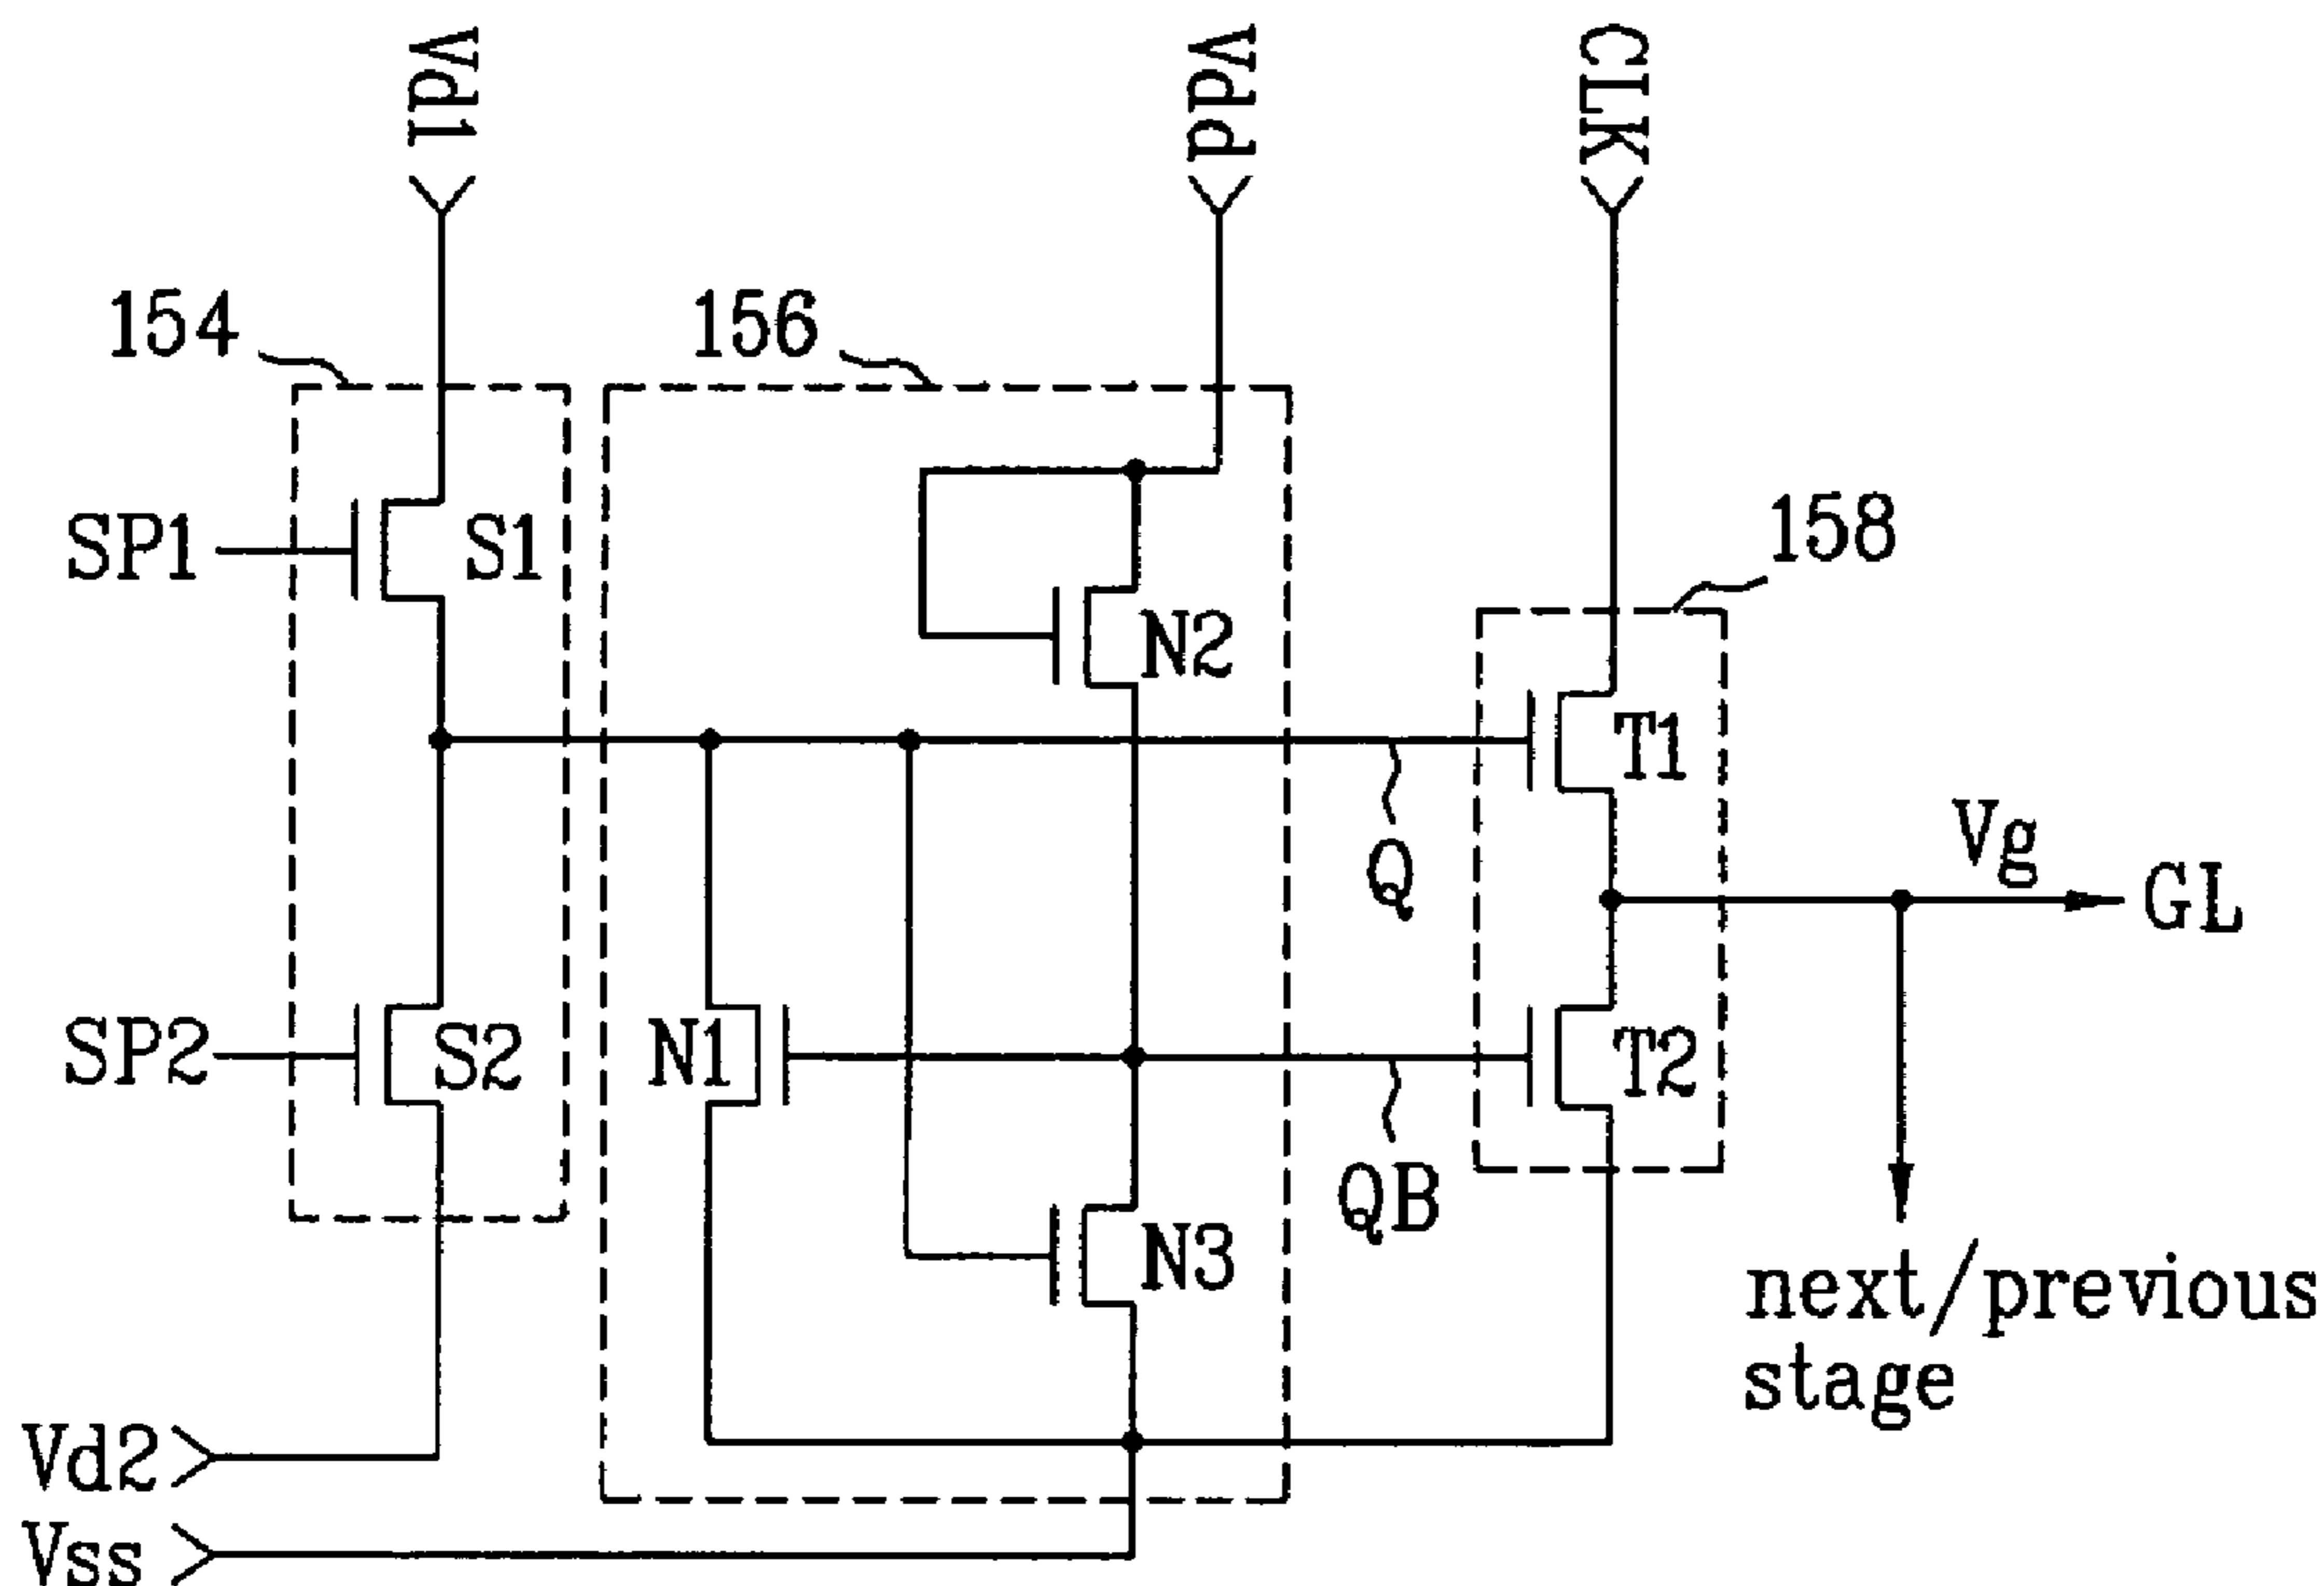 Vd1
Vdd
CLK
154
156
SP1
S1
158
N2
T1
Vg
Q
GL
SP2
S2
N1
T2
QB
N3
next/previous
stage
Vd2
Vss